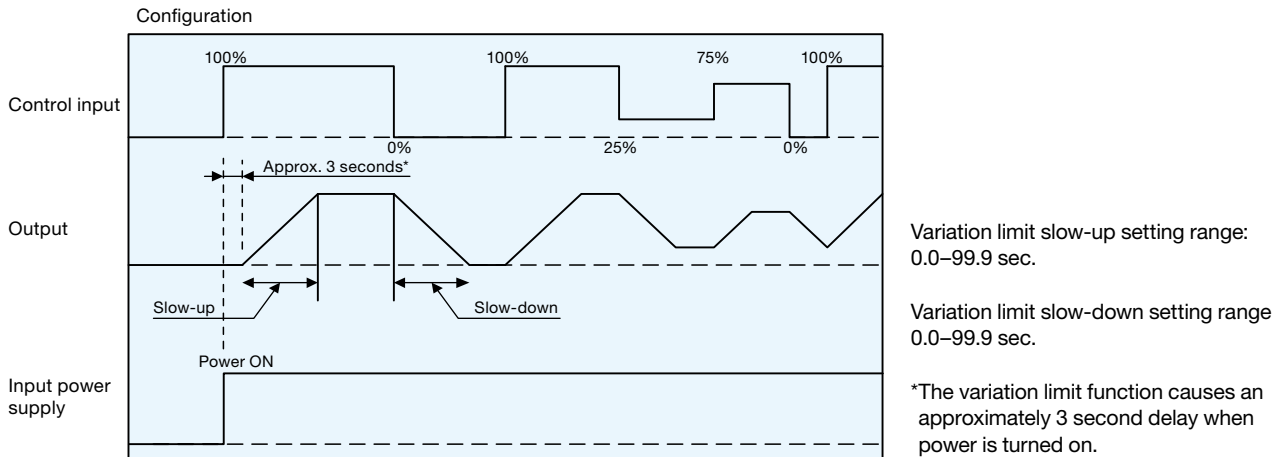 Configuration
100%
100%
75%
100%
Control input
0%
25%
0%
Approx. 3 seconds*
Output
Slow-up
Slow-down
Power ON
Input power
supply
Variation limit slow-up setting range:
0.0–99.9 sec.
Variation limit slow-down setting range
0.0–99.9 sec.
*The variation limit function causes an
approximately 3 second delay when
power is turned on.